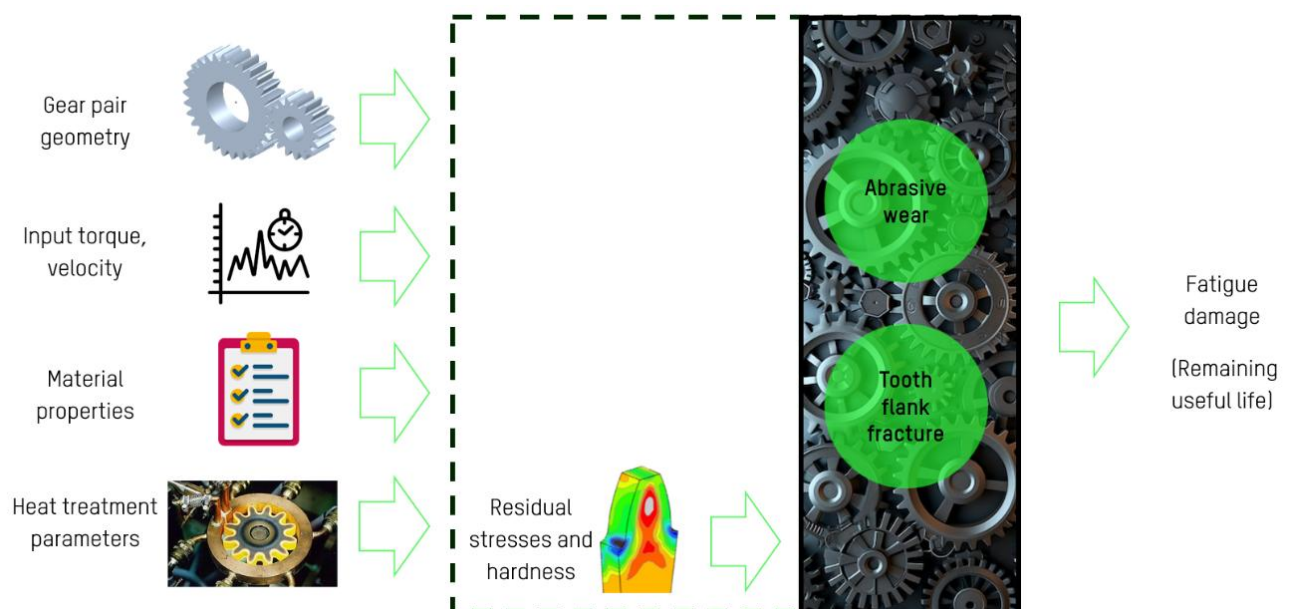 Gear pair
geometry
Input torque,
velocity
Material
properties
Heat treatment
parameters
Residual
stresses and
hardness
Abrasive
wear
Tooth
flank
fracture
Fatigue
damage
(Remaining
useful life)